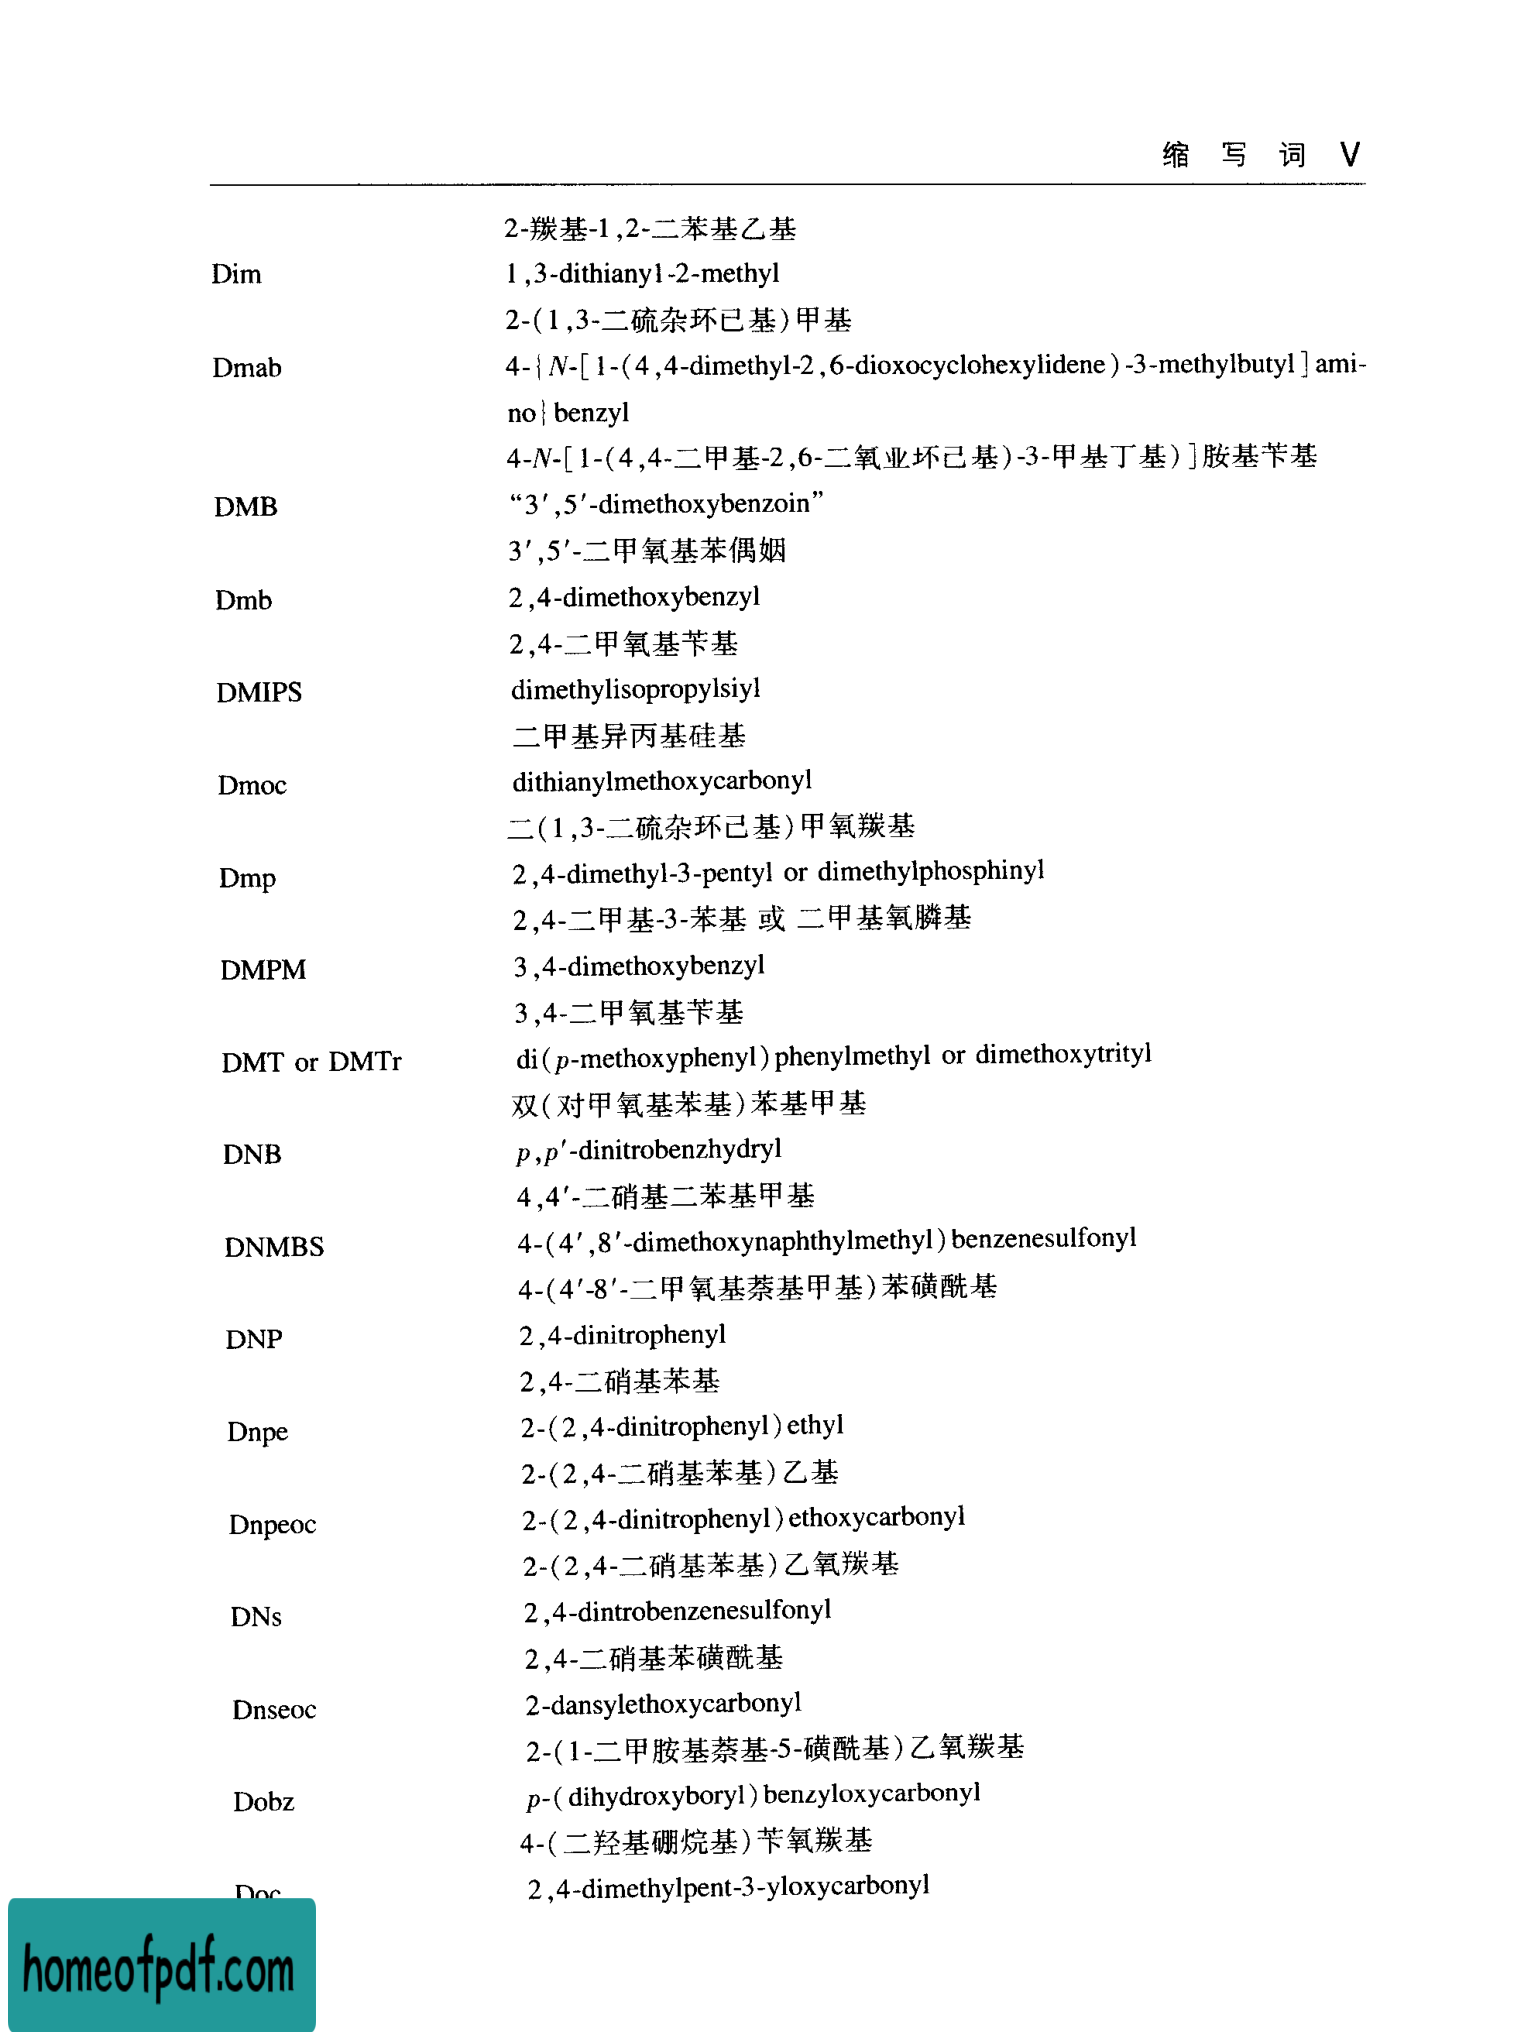 缩 写 词 V
2-羰基-1,2-二苯基乙基
Dim 1,3-dithianyl-2-methyl
2-(1,3-二硫杂环已基)甲基
Dmab 4-{N-[1-(4,4-dimethyl-2,6-dioxocyclohexylidene)-3-methylbutyl]ami-
no}benzyl
4-N-[1-(4,4-二甲基-2,6-二氧亚环己基)-3-甲基丁基)]胺基苄基
DMB “3′,5′-dimethoxybenzoin”
3′,5′-二甲氧基苯偶姻
Dmb 2,4-dimethoxybenzyl
2,4-二甲氧基苄基
DMIPS dimethylisopropylsiyl
二甲基异丙基硅基
Dmoc dithianylmethoxycarbonyl
二(1,3-二硫杂环己基)甲氧羰基
Dmp 2,4-dimethyl-3-pentyl or dimethylphosphinyl
2,4-二甲基-3-苯基 或 二甲基氧膦基
DMPM 3,4-dimethoxybenzyl
3,4-二甲氧基苄基
DMT or DMTr di(p-methoxyphenyl)phenylmethyl or dimethoxytrityl
双(对甲氧基苯基)苯基甲基
DNB p,p′-dinitrobenzhydryl
4,4′-二硝基二苯基甲基
DNMBS 4-(4′,8′-dimethoxynaphthylmethyl)benzenesulfonyl
4-(4′-8′-二甲氧基萘基甲基)苯磺酰基
DNP 2,4-dinitrophenyl
2,4-二硝基苯基
Dnpe 2-(2,4-dinitrophenyl)ethyl
2-(2,4-二硝基苯基)乙基
Dnpeoc 2-(2,4-dinitrophenyl)ethoxycarbonyl
2-(2,4-二硝基苯基)乙氧羰基
DNs 2,4-dintrobenzenesulfonyl
2,4-二硝基苯磺酰基
Dnseoc 2-dansylethoxycarbonyl
2-(1-二甲胺基萘基-5-磺酰基)乙氧羰基
Dobz p-(dihydroxyboryl)benzyloxycarbonyl
4-(二羟基硼烷基)苄氧羰基
Doc 2,4-dimethylpent-3-yloxycarbonyl
homeofpdf.com